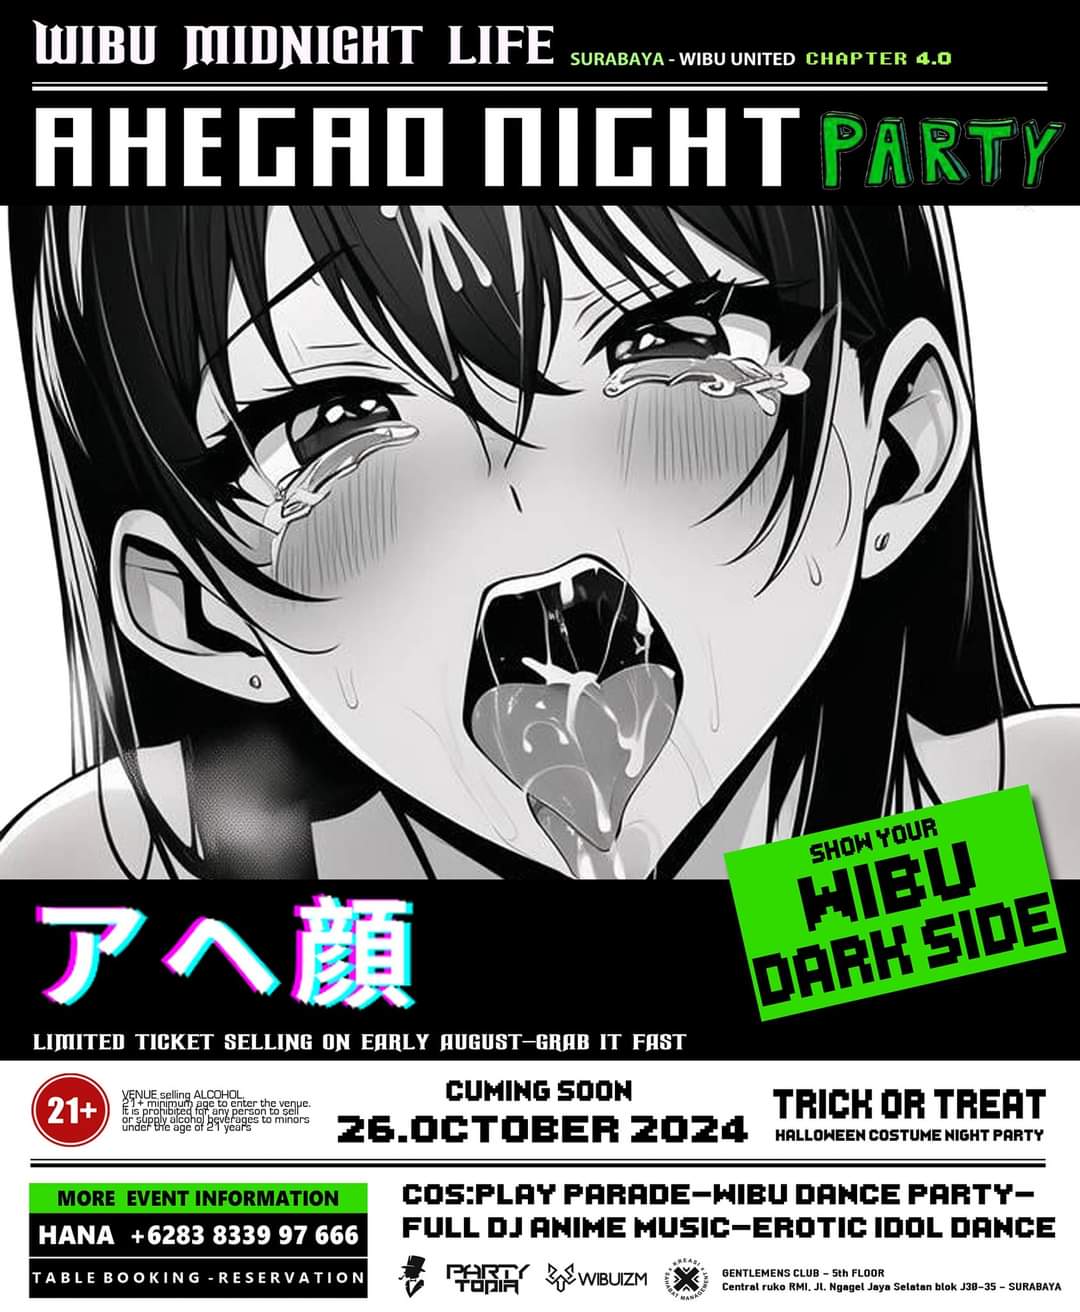 WIBU MIDNIGHT LIFE SURABAYA - WIBU UNITED CHAPTER 4.0
AHEGAO NIGHT PARTY
SHOW YOUR
WIBU
DARK SIDE
アヘ顔
LIMITED TICKET SELLING ON EARLY AUGUST-GRAB IT FAST
21+
VENUE selling ALCOHOL.
21+ minimum age to enter the venue.
It is prohibited for any person to sell
or supply alcohol beverages to minors
under the age of 21 years
CUMING SOON
26.OCTOBER 2024
TRICK OR TREAT
HALLOWEEN COSTUME NIGHT PARTY
MORE EVENT INFORMATION
HANA +6283 8339 97 666
TABLE BOOKING - RESERVATION
COS:PLAY PARADE-WIBU DANCE PARTY-
FULL DJ ANIME MUSIC-EROTIC IDOL DANCE
PARTY
TOPIA
WIBUIZM
KREASI SAHABAT MANAGEMENT
GENTLEMENS CLUB - 5th FLOOR
Central ruko RMI. Jl. Ngagel Jaya Selatan blok J30-35 - SURABAYA